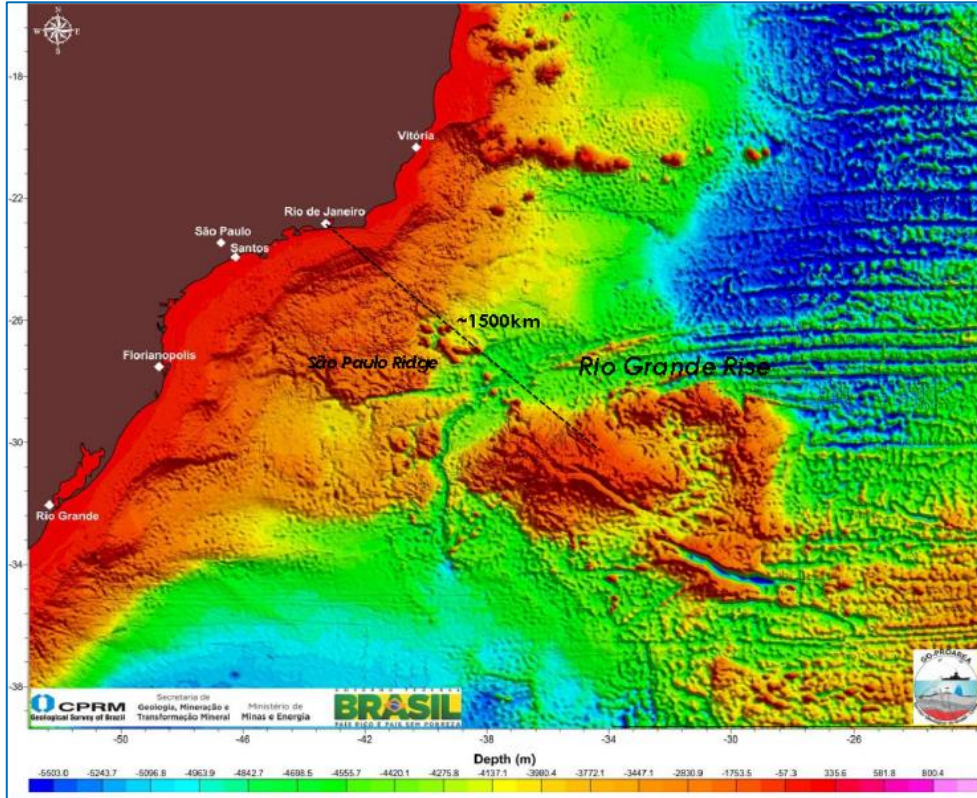 N
W E
S
-18
-22
-26
-30
-34
-38
Vitória
Rio de Janeiro
São Paulo
Santos
~1500km
Florianopolis
São Paulo Ridge
Rio Grande Rise
Rio Grande
CPRM
Geological Survey of Brazil
Secretaria de
Geologia, Mineração e
Transformação Mineral
Ministério de
Minas e Energia
GOVERNO FEDERAL
BRASIL
PAÍS RICO É PAÍS SEM POBREZA
-50 -46 -42 -38 -34 -30 -26
Depth (m)
-5503.0 -5243.7 -5096.8 -4963.9 -4842.7 -4698.5 -4555.7 -4420.1 -4275.8 -4137.1 -3980.4 -3772.1 -3447.1 -2830.9 -1753.5 -57.3 335.6 581.8 800.4